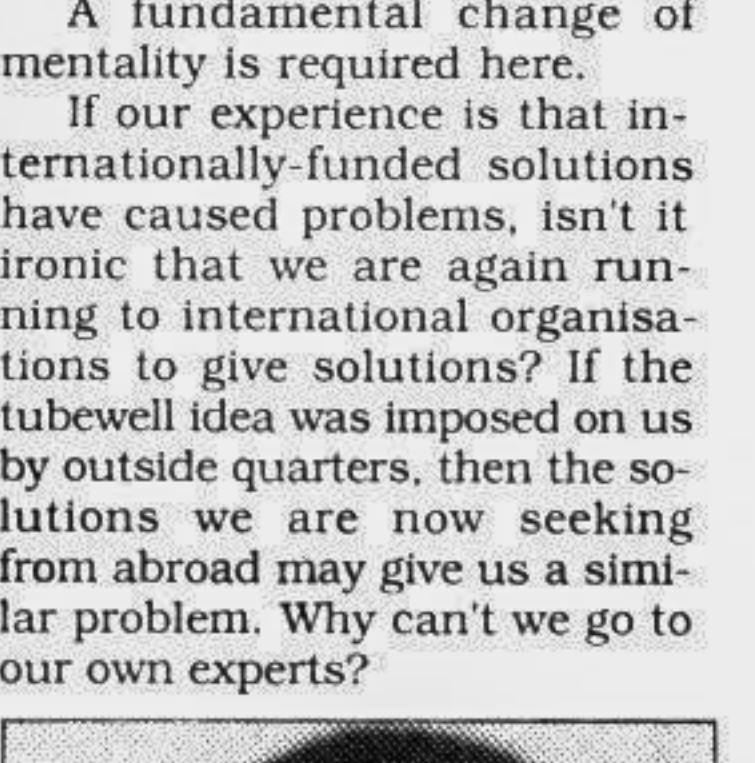 A fundamental change of
mentality is required here.
If our experience is that in-
ternationally-funded solutions
have caused problems, isn't it
ironic that we are again run-
ning to international organisa-
tions to give solutions? If the
tubewell idea was imposed on us
by outside quarters, then the so-
lutions we are now seeking
from abroad may give us a simi-
lar problem. Why can't we go to
our own experts?